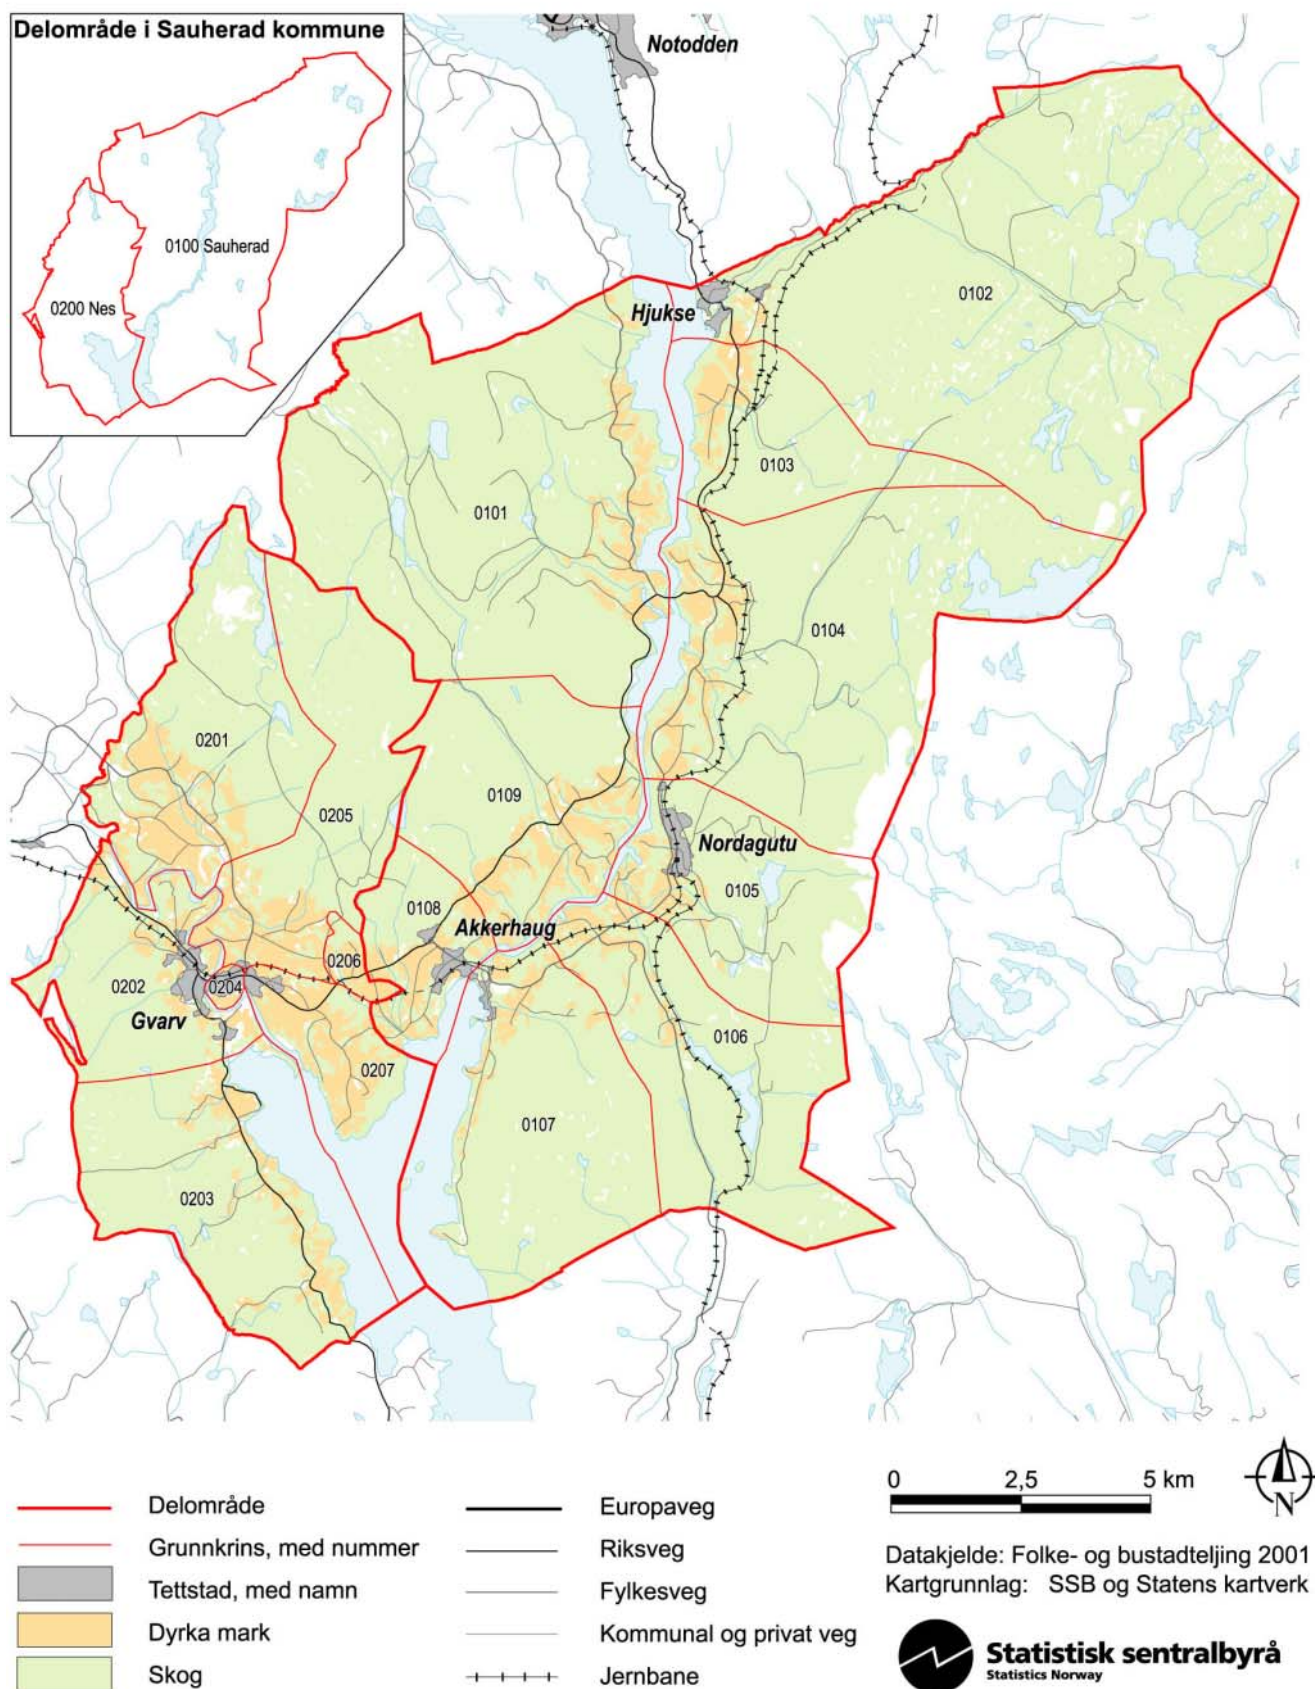 Delområde i Sauherad kommune
0100 Sauherad
0200 Nes
Notodden
Hjukse
0102
0103
0101
0104
0201
0205
0109
Nordagutu
0105
0108
Akkerhaug
0206
0202
0204
Gvarv
0106
0207
0107
0203
0 2,5 5 km
N
Delområde
Grunnkrins, med nummer
Tettstad, med namn
Dyrka mark
Skog
Europaveg
Riksveg
Fylkesveg
Kommunal og privat veg
Jernbane
Datakjelde: Folke- og bustadteljing 2001
Kartgrunnlag: SSB og Statens kartverk
Statistisk sentralbyrå
Statistics Norway